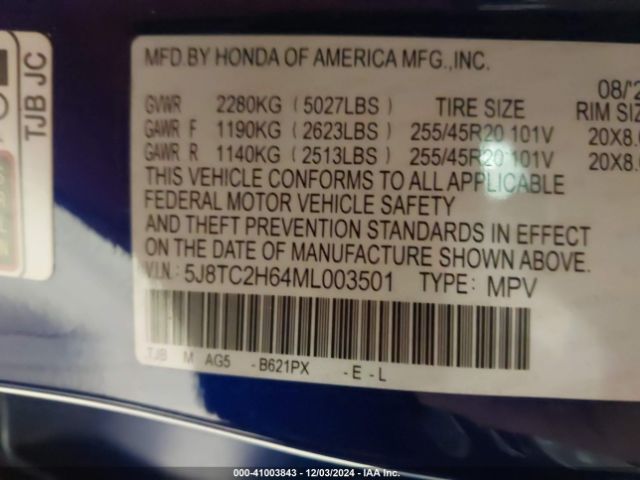 TJB JC
MFD.BY HONDA OF AMERICA MFG.,INC.
08/'2
GVWR 2280KG (5027LBS) TIRE SIZE RIM SIZ
GAWR F 1190KG (2623LBS) 255/45R20 101V 20X8.0
GAWR R 1140KG (2513LBS) 255/45R20 101V 20X8.0
THIS VEHICLE CONFORMS TO ALL APPLICABLE
FEDERAL MOTOR VEHICLE SAFETY
AND THEFT PREVENTION STANDARDS IN EFFECT
ON THE DATE OF MANUFACTURE SHOWN ABOVE.
V.I.N.: 5J8TC2H64ML003501 TYPE: MPV
TJB M AG5 -B621PX -E-L
000-41003843 - 12/03/2024 - IAA Inc.